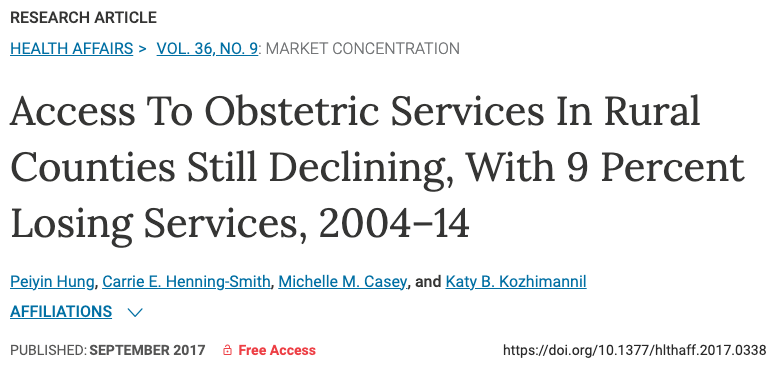 RESEARCH ARTICLE
HEALTH AFFAIRS > VOL. 36, NO. 9: MARKET CONCENTRATION
Access To Obstetric Services In Rural
Counties Still Declining, With 9 Percent
Losing Services, 2004–14
Peiyin Hung, Carrie E. Henning-Smith, Michelle M. Casey, and Katy B. Kozhimannil
AFFILIATIONS
PUBLISHED: SEPTEMBER 2017 Free Access https://doi.org/10.1377/hlthaff.2017.0338